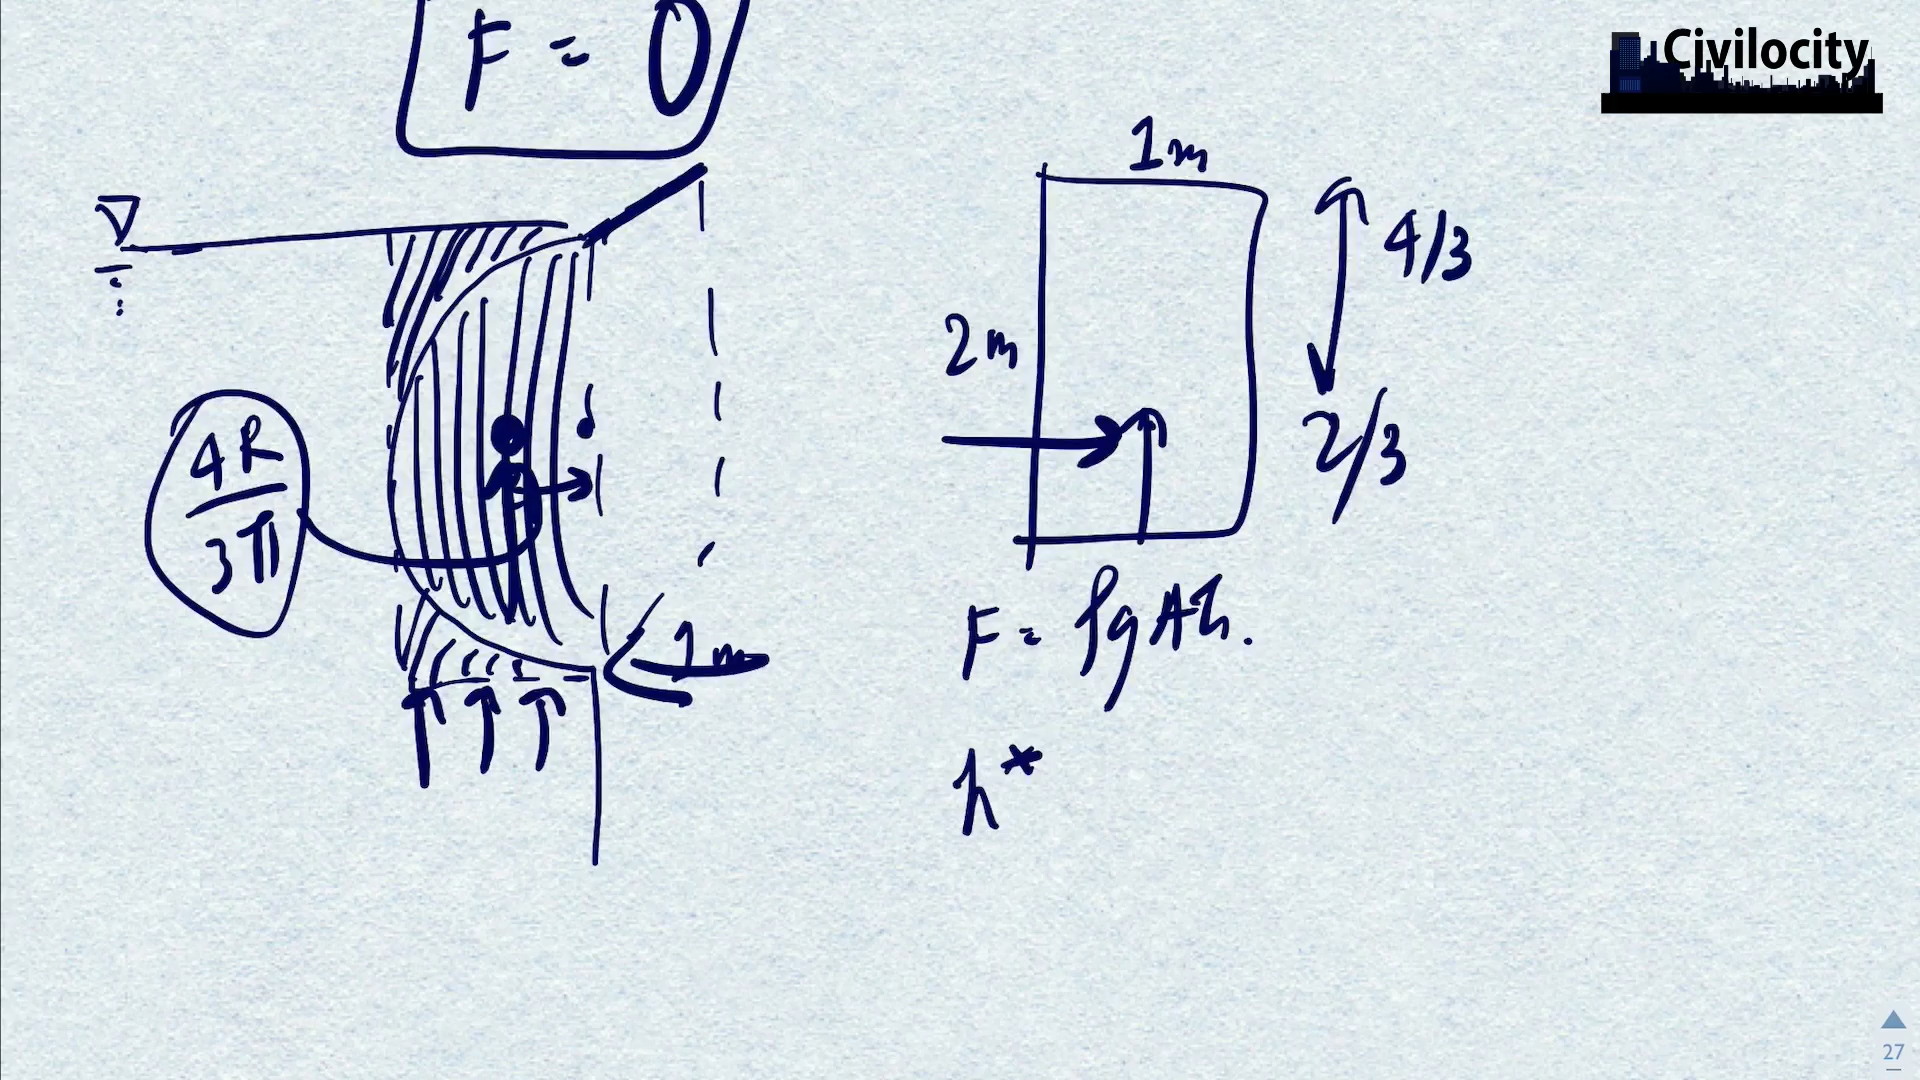 F = 0
Civilocity
1m
4/3
2m
2/3
4R
3π
1m
F = ρgAh.
h*
27